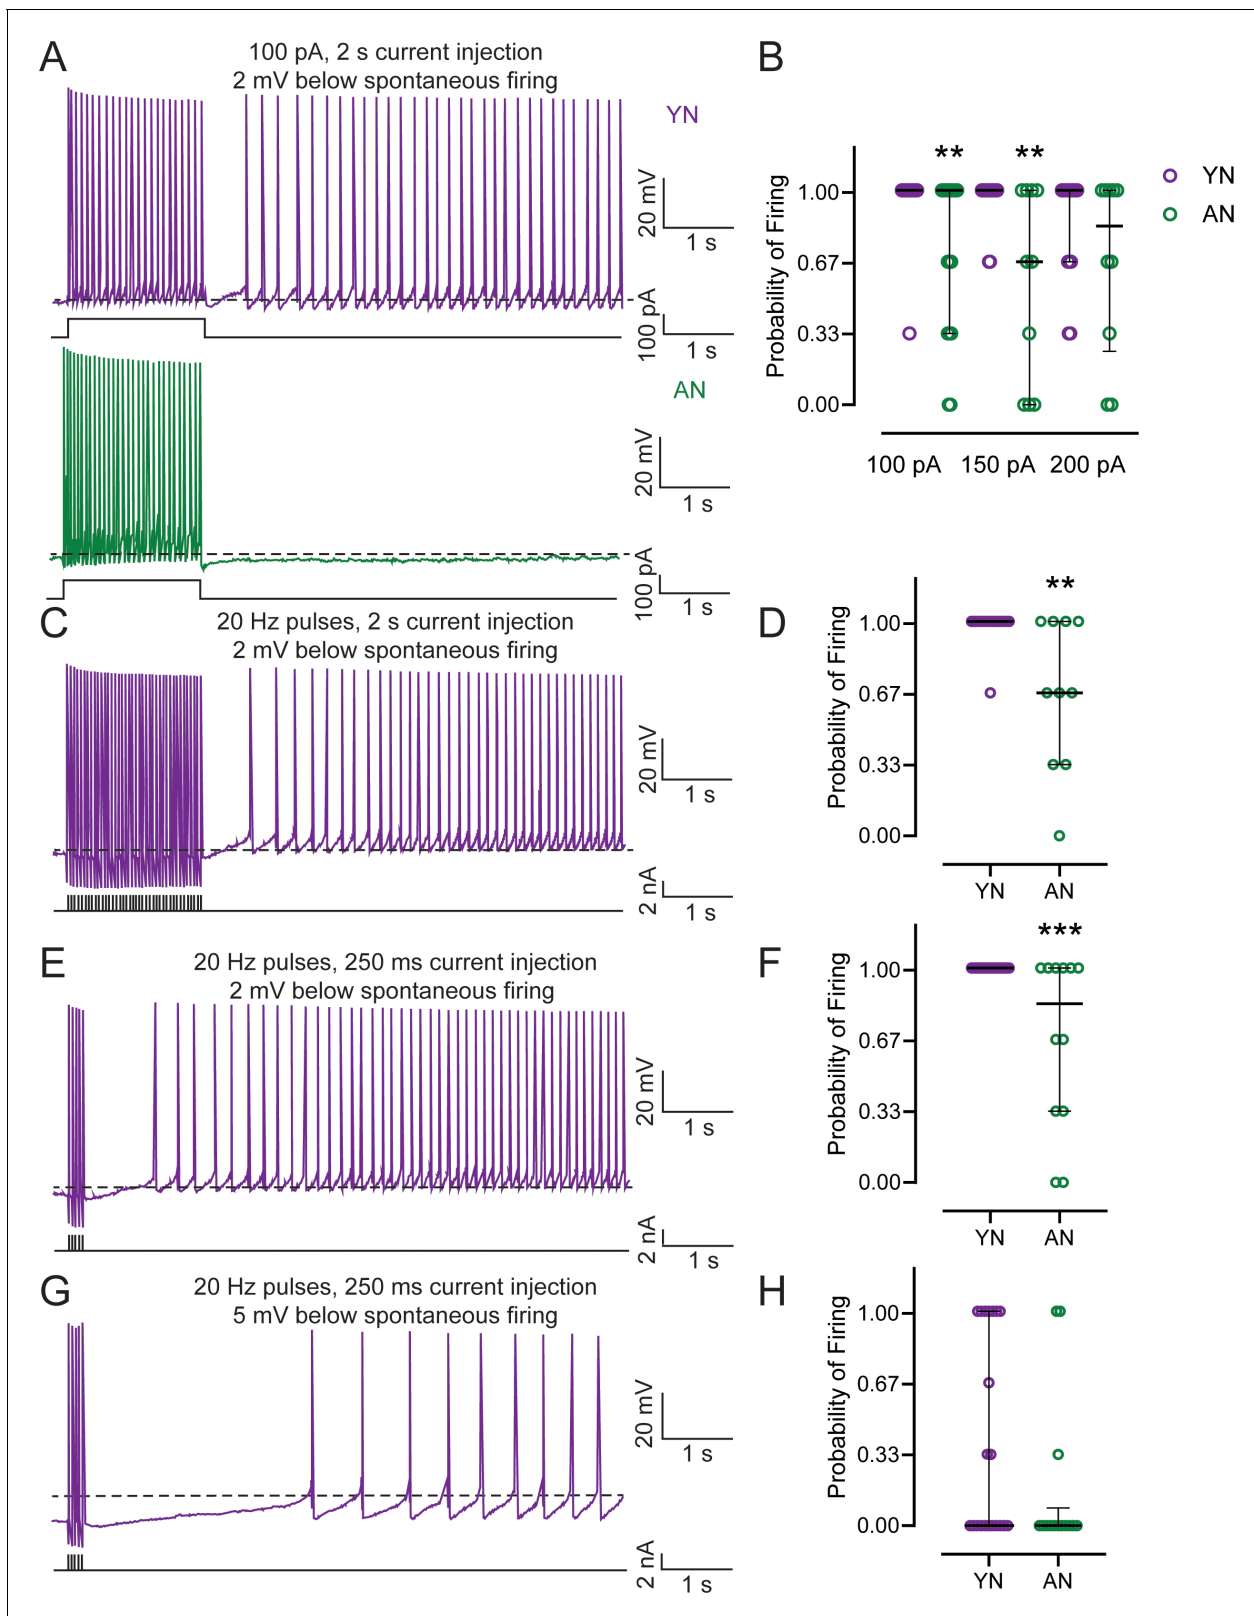 A
100 pA, 2 s current injection
2 mV below spontaneous firing
YN
20 mV
1 s
100 pA
1 s
AN
20 mV
1 s
100 pA
1 s
B
** **
Probability of Firing
1.00
0.67
0.33
0.00
100 pA 150 pA 200 pA
YN
AN
C
20 Hz pulses, 2 s current injection
2 mV below spontaneous firing
20 mV
1 s
2 nA
1 s
D
**
Probability of Firing
1.00
0.67
0.33
0.00
YN AN
E
20 Hz pulses, 250 ms current injection
2 mV below spontaneous firing
20 mV
1 s
2 nA
1 s
F
***
Probability of Firing
1.00
0.67
0.33
0.00
YN AN
G
20 Hz pulses, 250 ms current injection
5 mV below spontaneous firing
20 mV
1 s
2 nA
1 s
H
Probability of Firing
1.00
0.67
0.33
0.00
YN AN